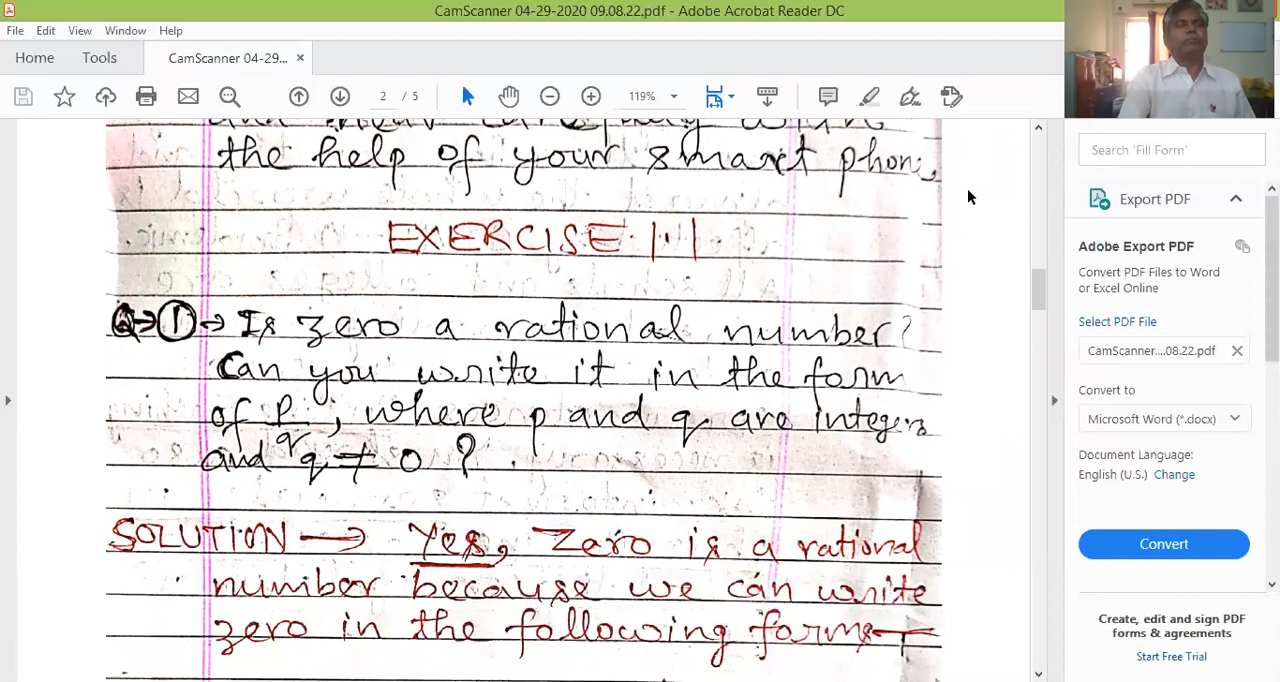 CamScanner 04-29-2020 09.08.22.pdf - Adobe Acrobat Reader DC
File Edit View Window Help
Home Tools CamScanner 04-29... ×
2 / 5 119%
the help of your smart phone,
EXERCISE 1.1
Q→ 1 → Is zero a rational number?
Can you write it in the form
of p/q, where p and q are integers
and q ≠ 0 ?
SOLUTION → Yes, Zero is a rational
number because we can write
zero in the following forms—
Search 'Fill Form'
Export PDF
Adobe Export PDF
Convert PDF Files to Word
or Excel Online
Select PDF File
CamScanner....08.22.pdf ×
Convert to
Microsoft Word (*.docx)
Document Language:
English (U.S.) Change
Convert
Create, edit and sign PDF
forms & agreements
Start Free Trial